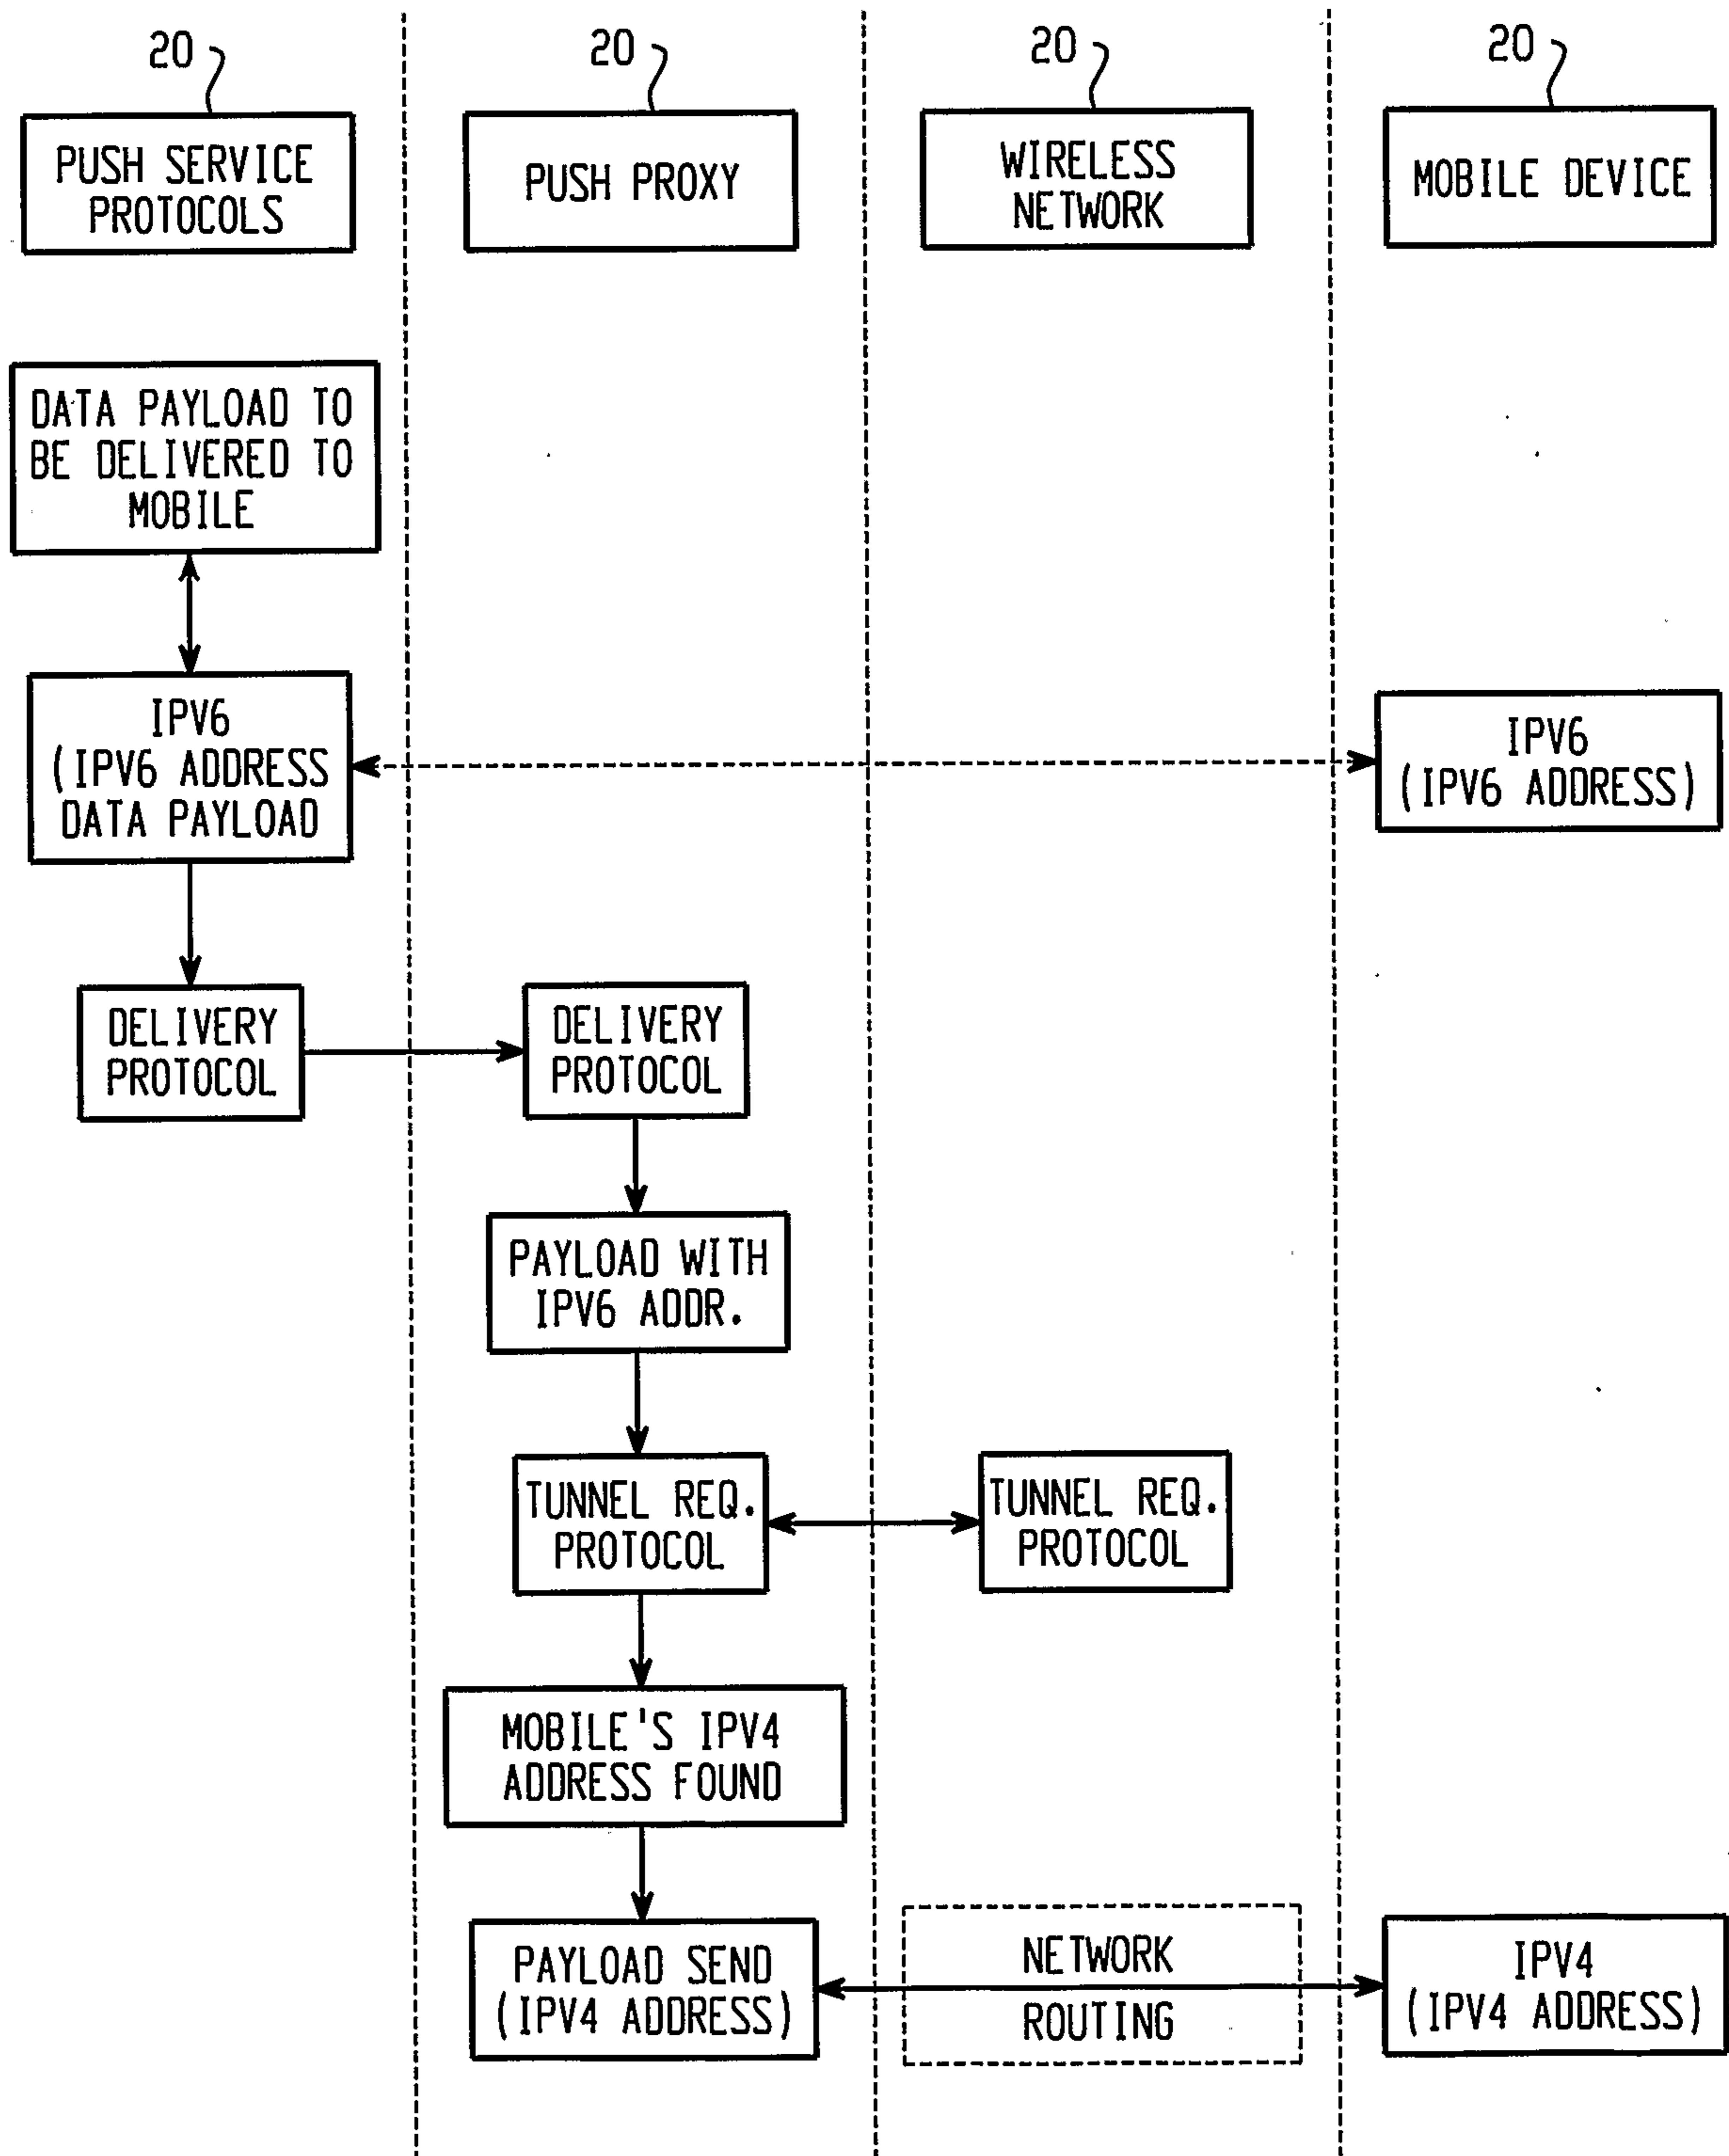 20
20
20
20
PUSH SERVICE
PROTOCOLS
PUSH PROXY
WIRELESS
NETWORK
MOBILE DEVICE
DATA PAYLOAD TO
BE DELIVERED TO
MOBILE
IPV6
(IPV6 ADDRESS
DATA PAYLOAD
IPV6
(IPV6 ADDRESS)
DELIVERY
PROTOCOL
DELIVERY
PROTOCOL
PAYLOAD WITH
IPV6 ADDR.
TUNNEL REQ.
PROTOCOL
TUNNEL REQ.
PROTOCOL
MOBILE'S IPV4
ADDRESS FOUND
PAYLOAD SEND
(IPV4 ADDRESS)
NETWORK
ROUTING
IPV4
(IPV4 ADDRESS)